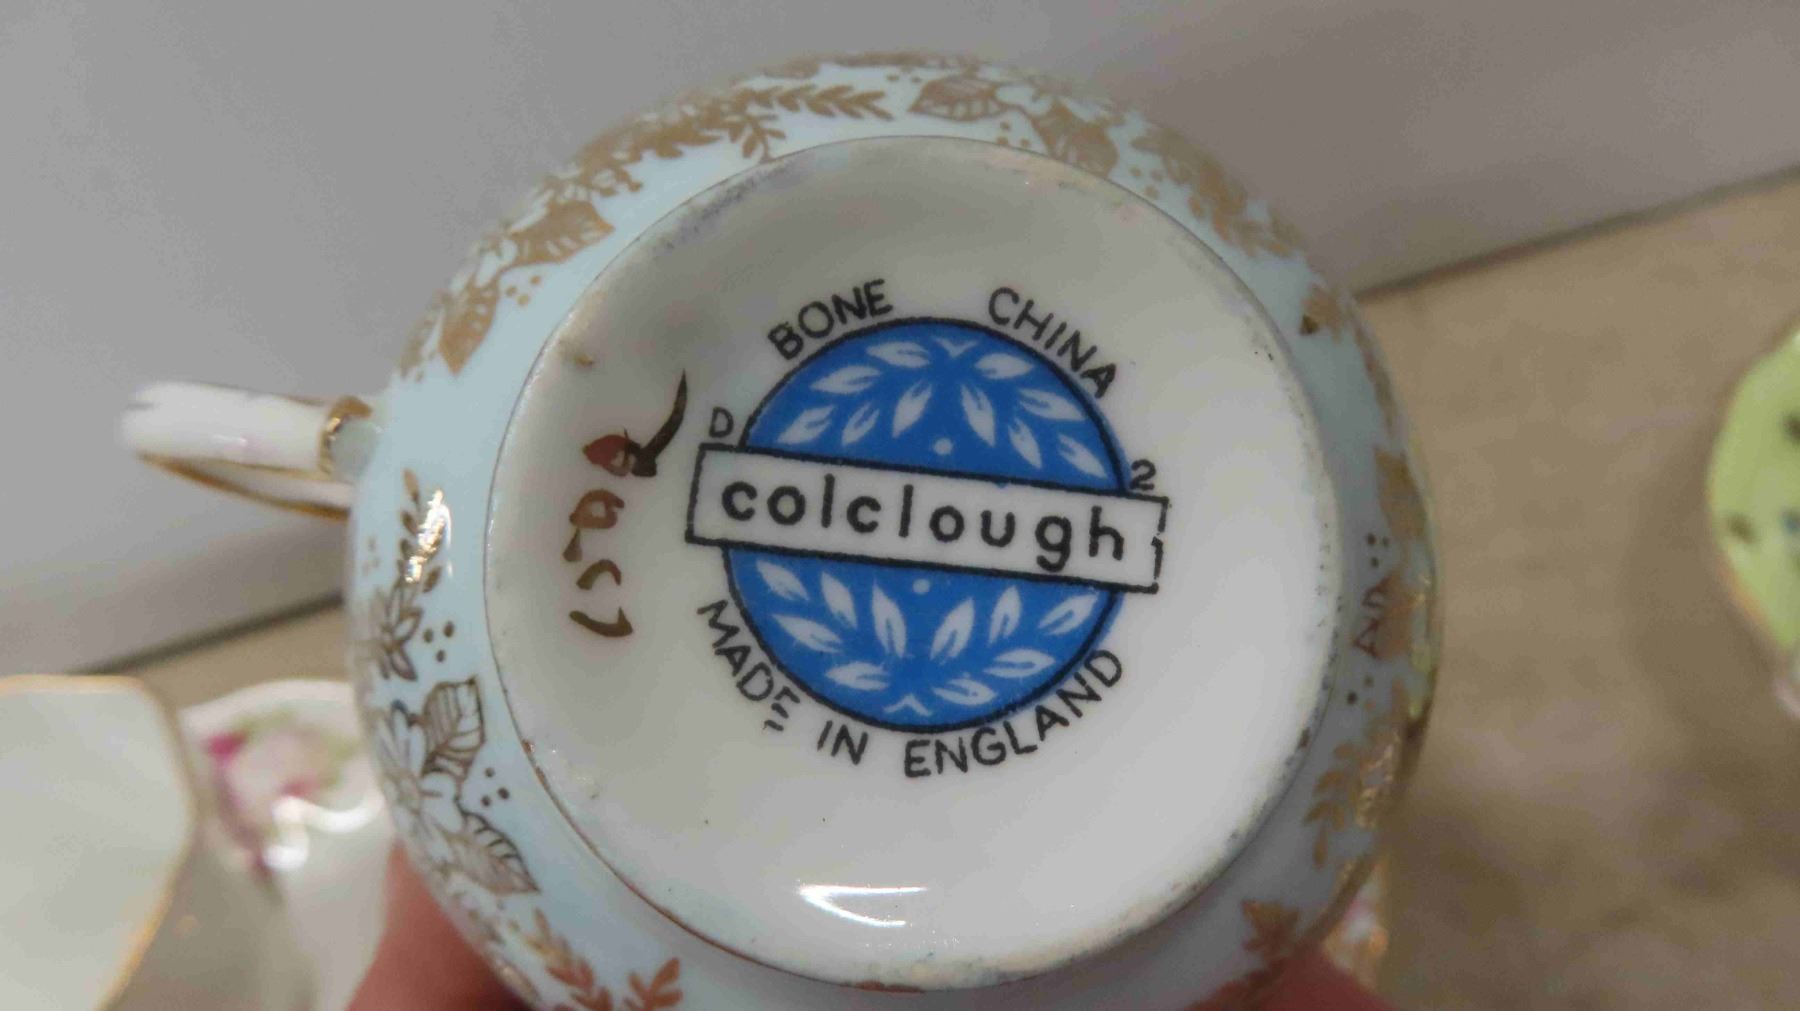 BONE CHINA
D 2
colclough
MADE IN ENGLAND